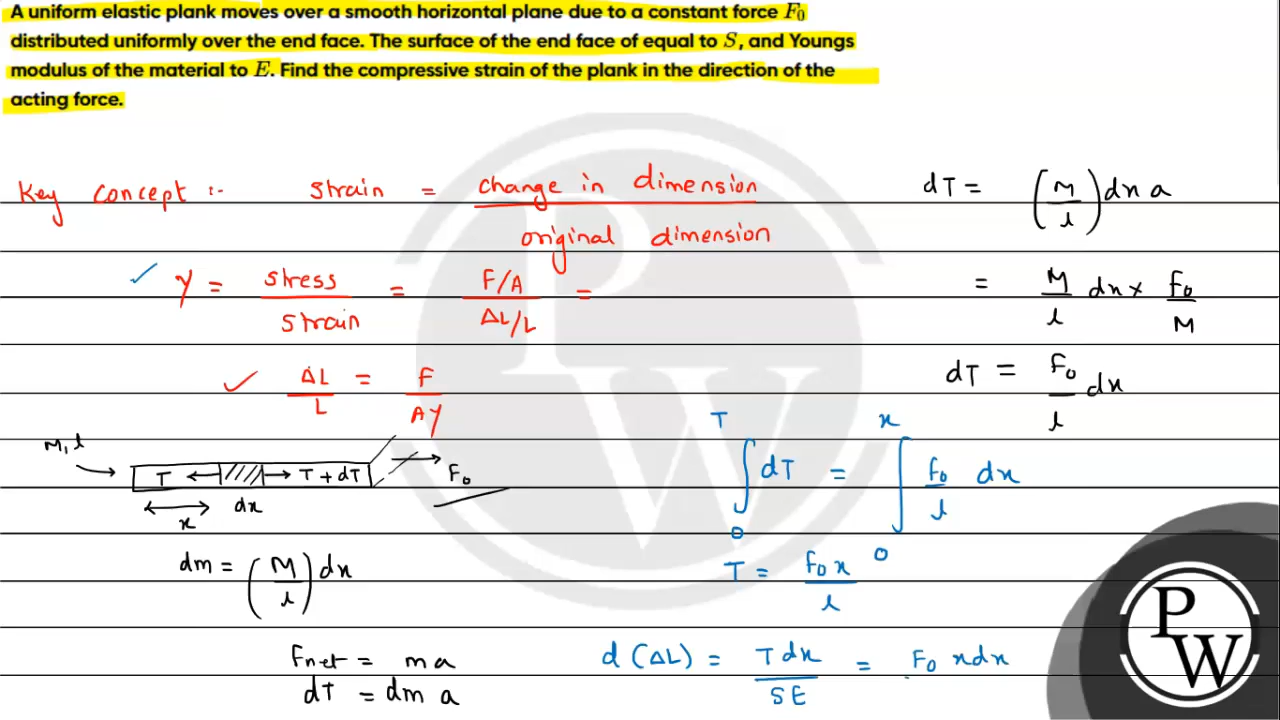 A uniform elastic plank moves over a smooth horizontal plane due to a constant force F₀
distributed uniformly over the end face. The surface of the end face of equal to S, and Youngs
modulus of the material to E. Find the compressive strain of the plank in the direction of the
acting force.
Key concept :- strain = change in dimension / original dimension
Y = stress / strain = F/A / ΔL/L =
ΔL / L = F / AY
M, l
T T + dT F₀
x dx
dm = (M / l) dx
Fnet = ma
dT = dm a
dT = (M / l) dx a
= M / l dx × F₀ / M
dT = F₀ / l dx
∫₀ᵀ dT = ∫₀ˣ F₀ / l dx
T = F₀ x / l
d (ΔL) = T dx / SE = F₀ x dx
P
W
P
W